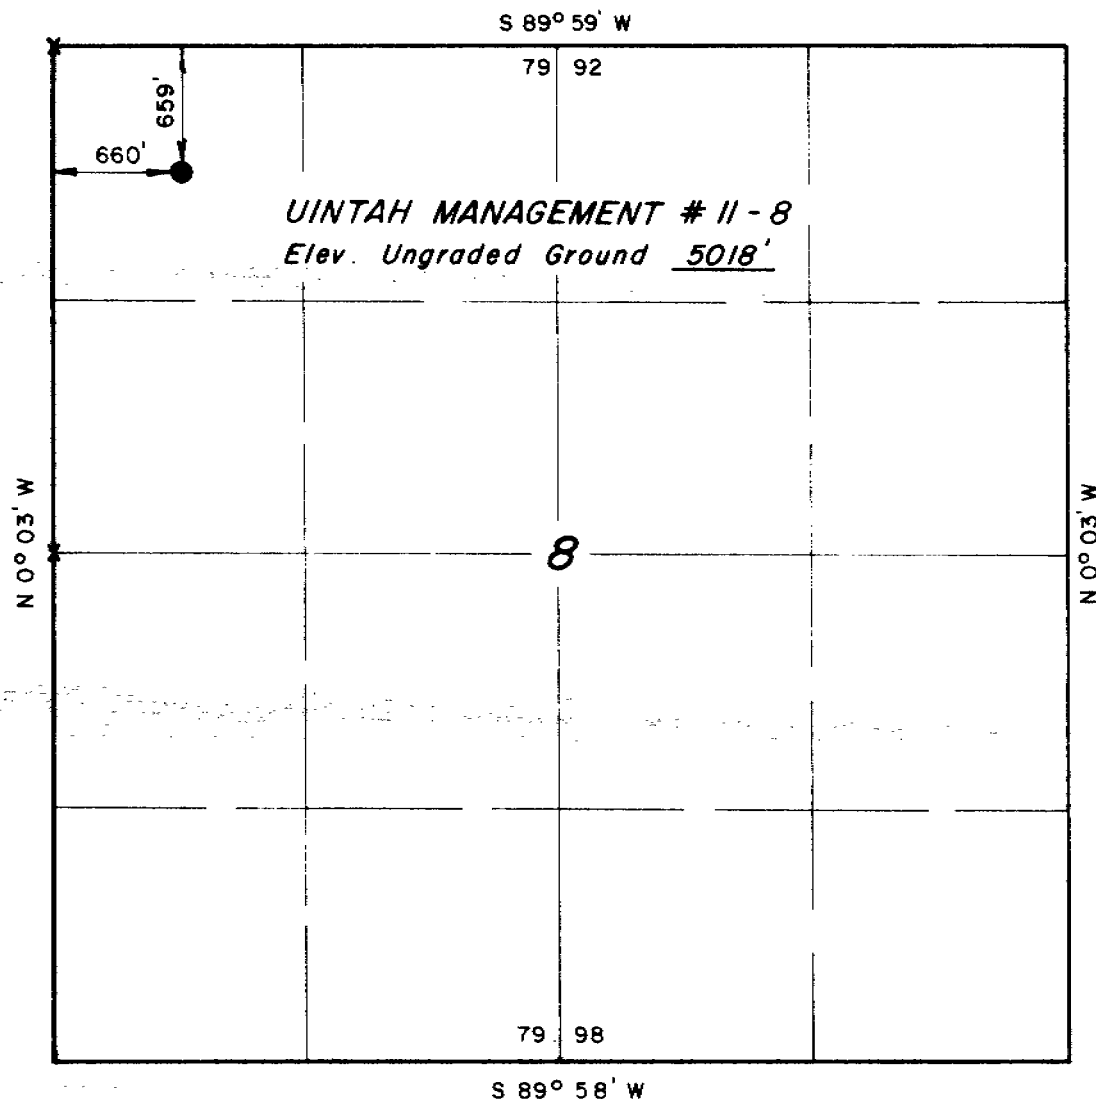 S 89° 59' W
79 92
659'
660'
UINTAH MANAGEMENT # 11 - 8
Elev. Ungraded Ground 5018'
N 0° 03' W
8
N 0° 03' W
79 98
S 89° 58' W